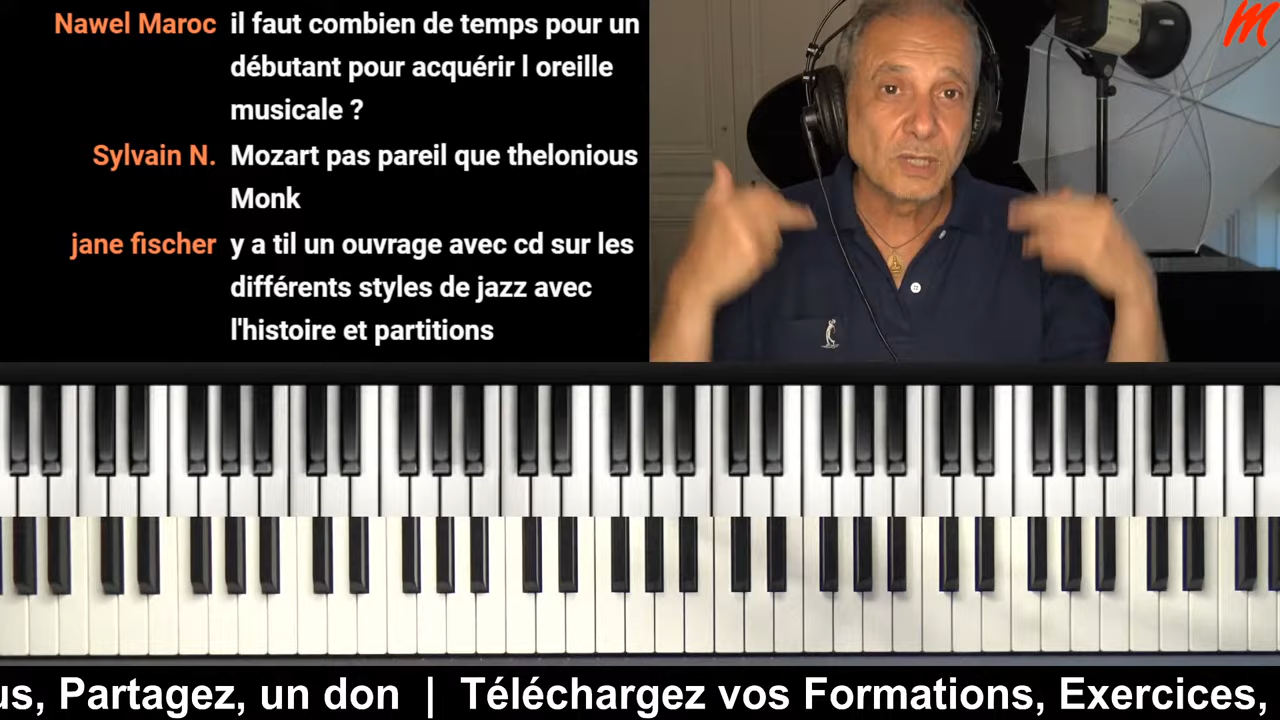 Nawel Maroc il faut combien de temps pour un
débutant pour acquérir l oreille
musicale ?
Sylvain N. Mozart pas pareil que thelonious
Monk
jane fischer y a til un ouvrage avec cd sur les
différents styles de jazz avec
l'histoire et partitions
M
us, Partagez, un don | Téléchargez vos Formations, Exercices,